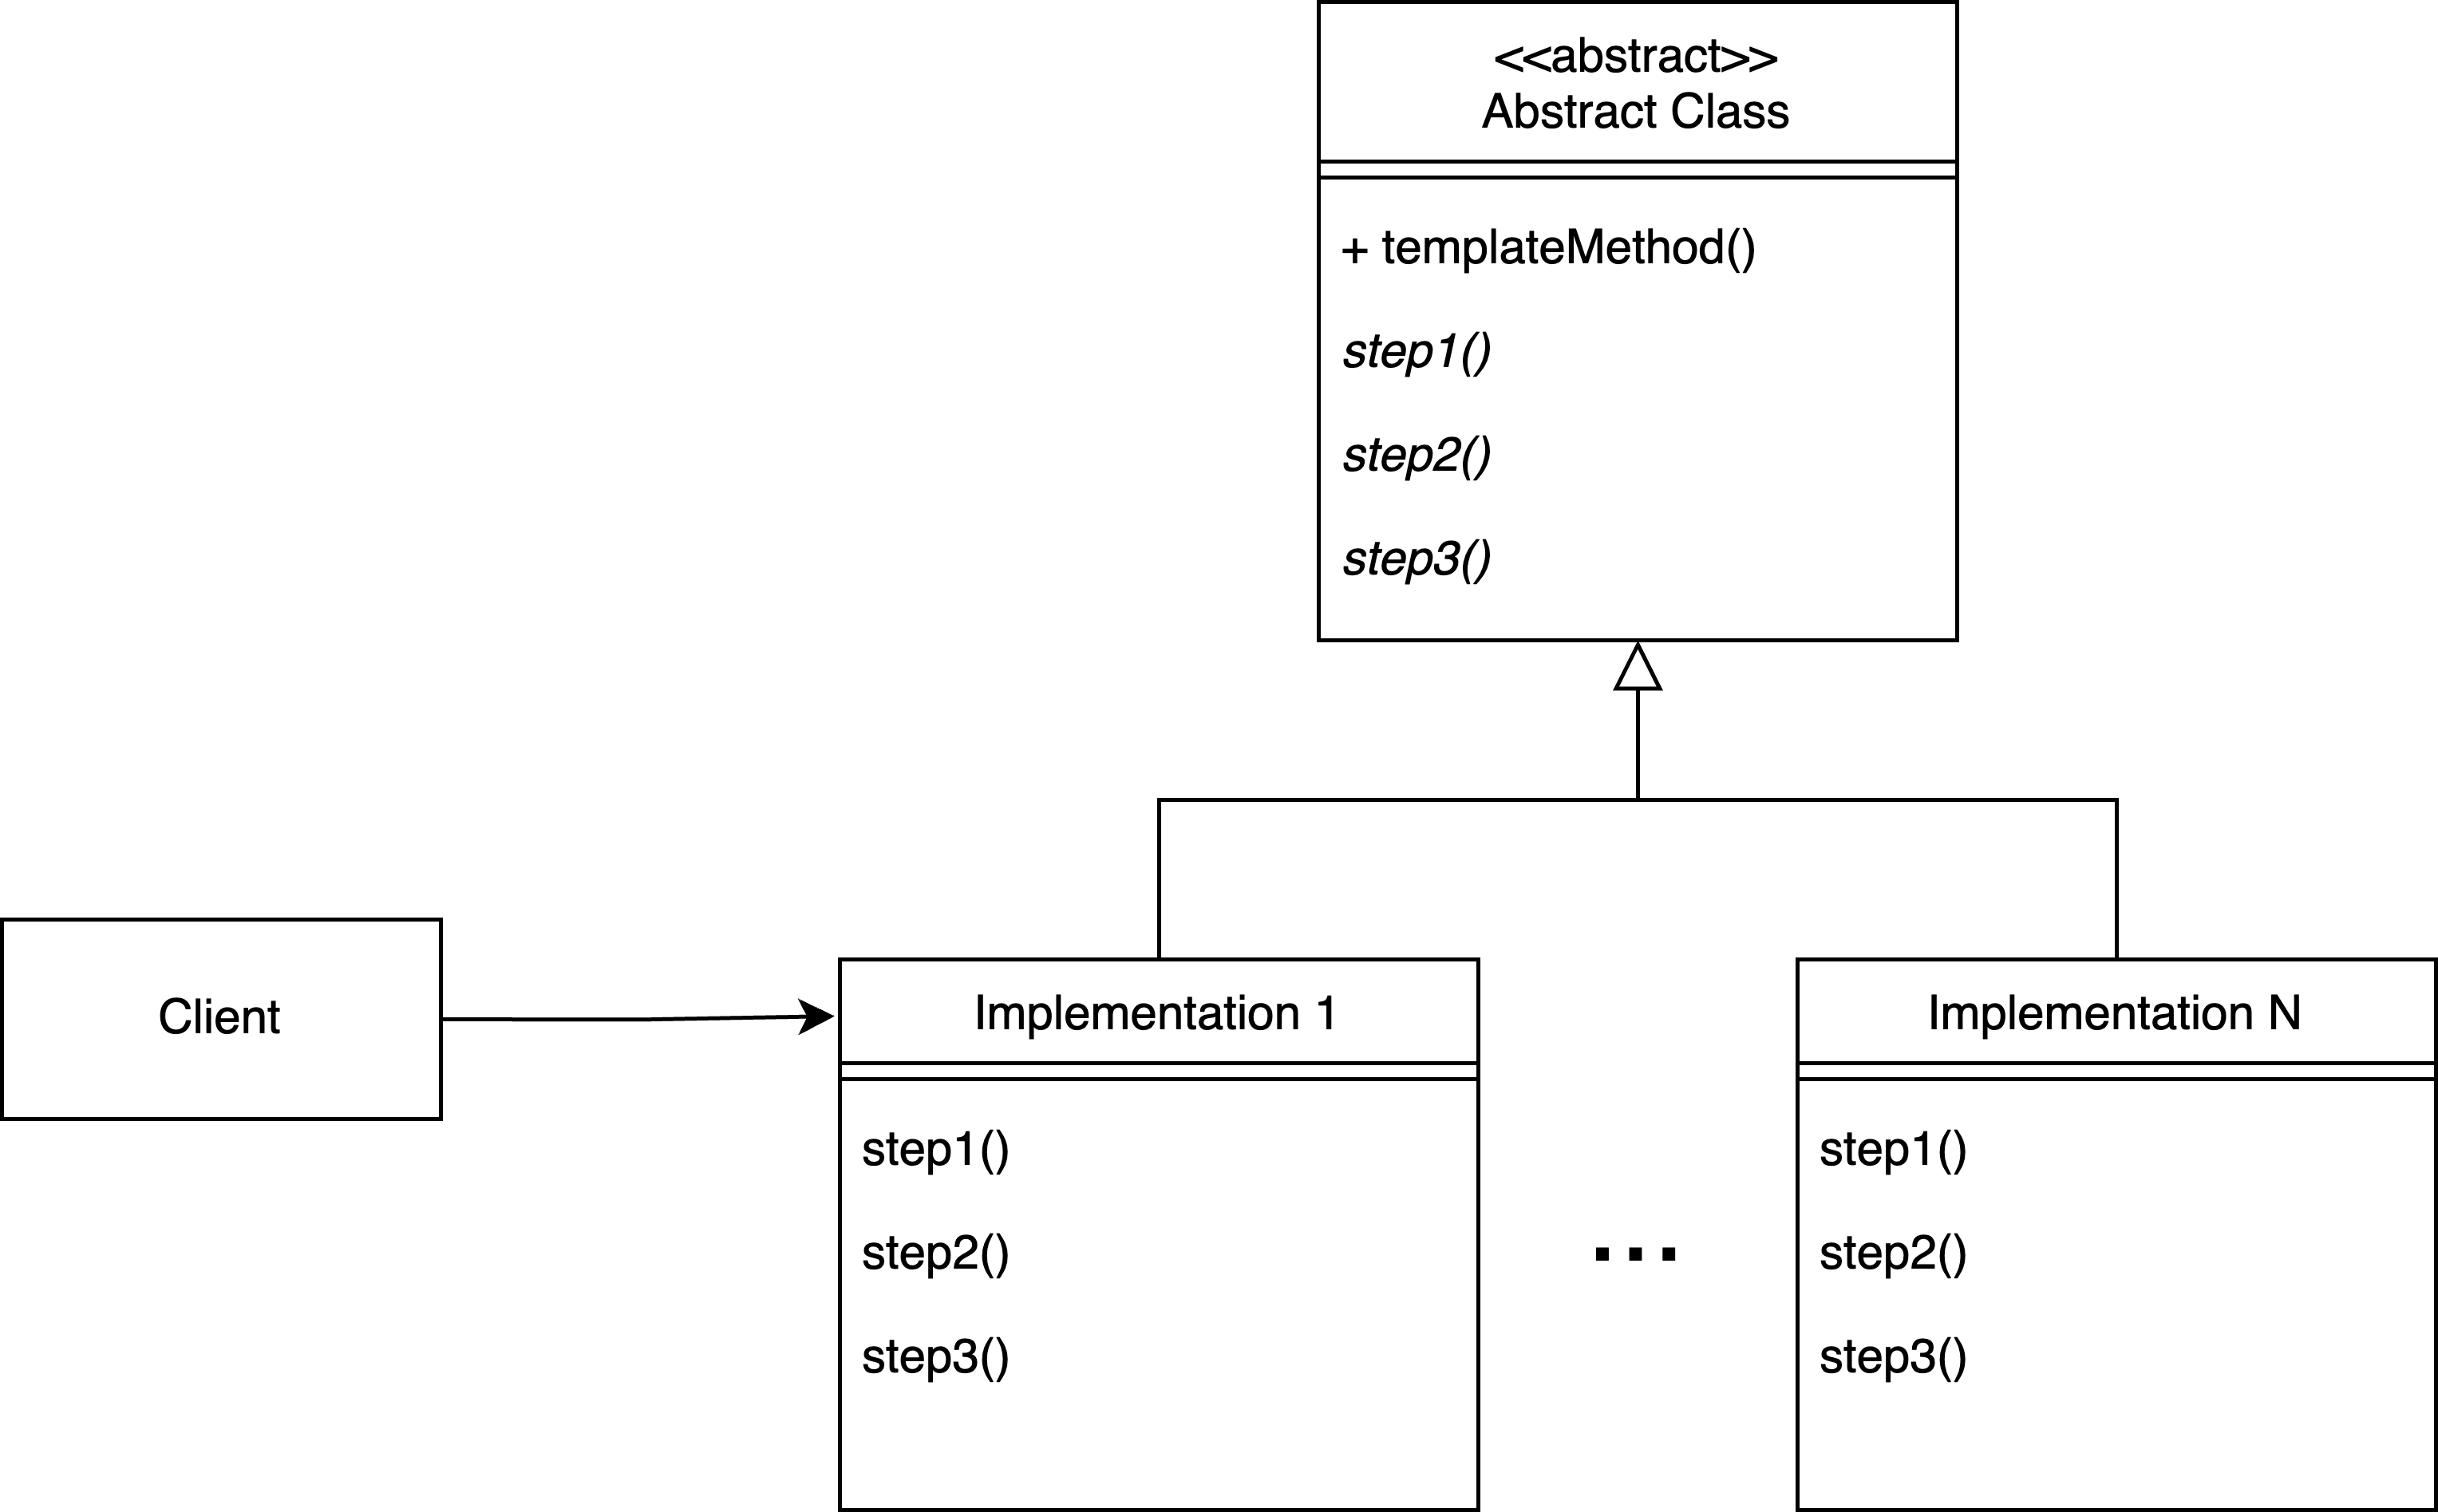 <<abstract>>
Abstract Class
+ templateMethod()
step1()
step2()
step3()
Client
Implementation 1
step1()
step2()
step3()
...
Implementation N
step1()
step2()
step3()